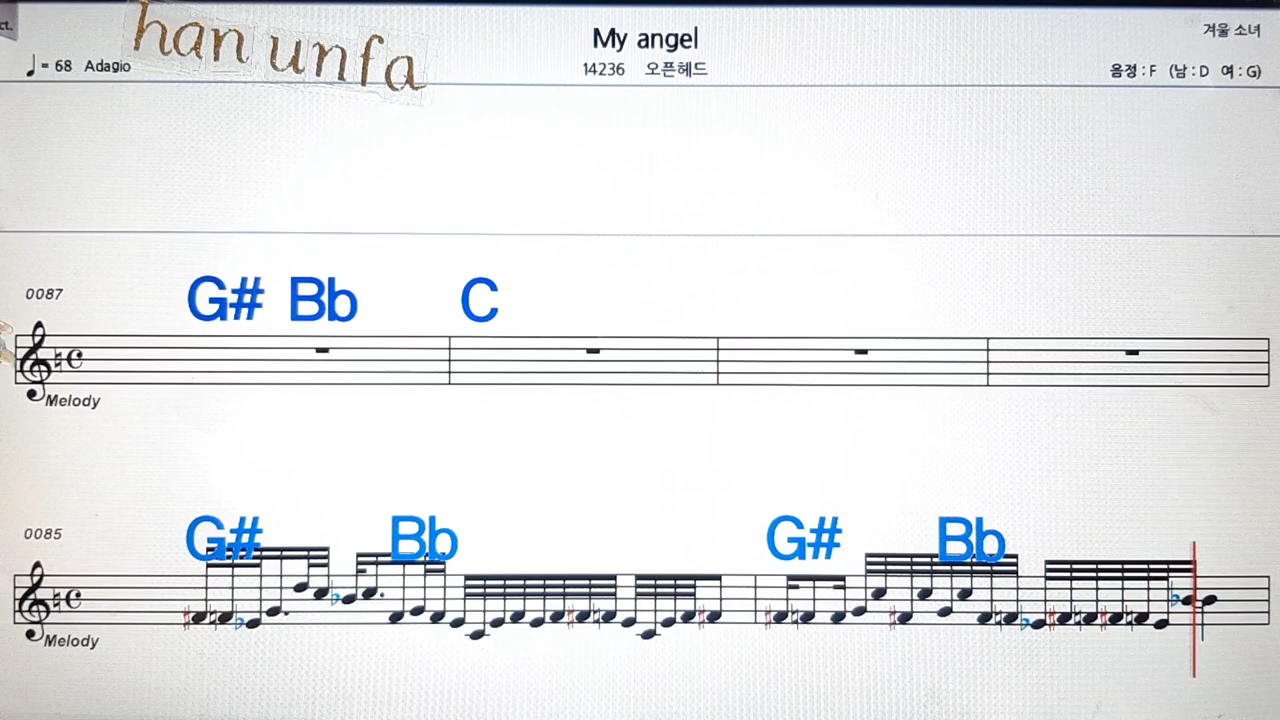 ct.
han unfa
My angel
겨울 소녀
♩= 68 Adagio
14236 오픈헤드
음정 : F (남 : D 여 : G)
G# Bb C
0087
Melody
G# Bb G# Bb
0085
Melody